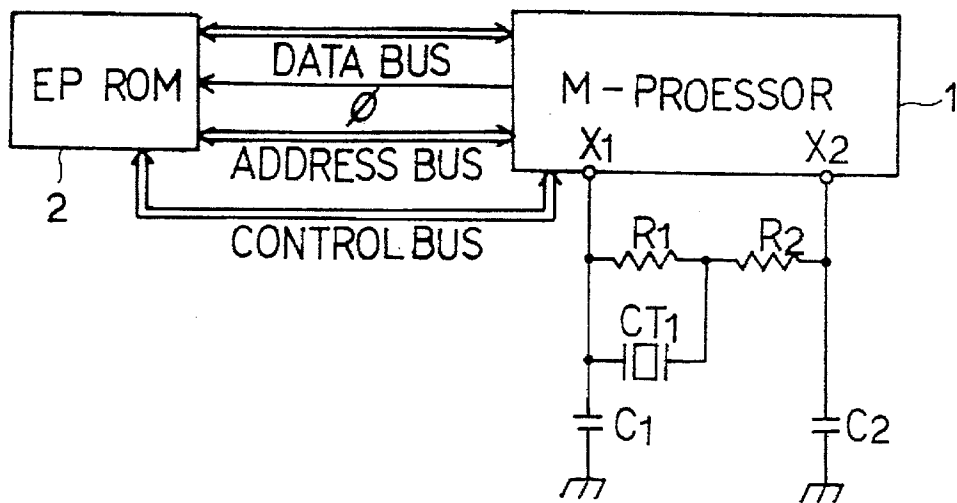 EP ROM
2
DATA BUS
ϕ
ADDRESS BUS
CONTROL BUS
M-PROESSOR
1
X1
X2
R1
R2
CT1
C1
C2